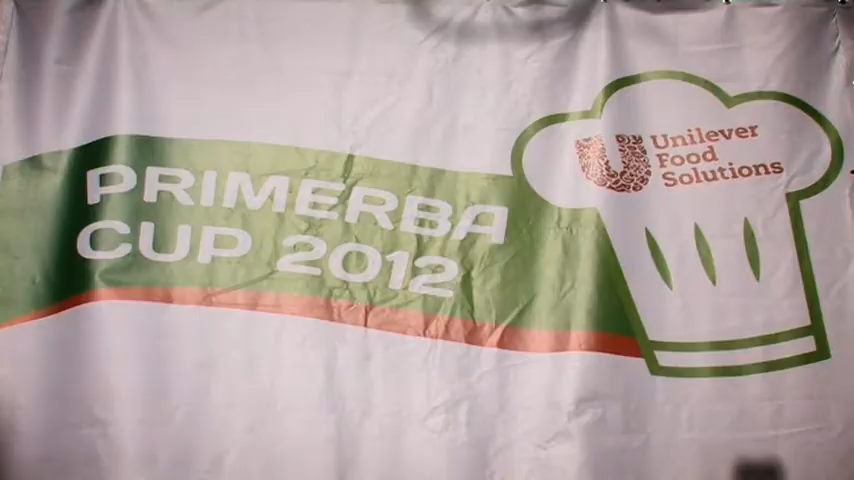 PRIMERBA
CUP 2012
Unilever
Food
Solutions